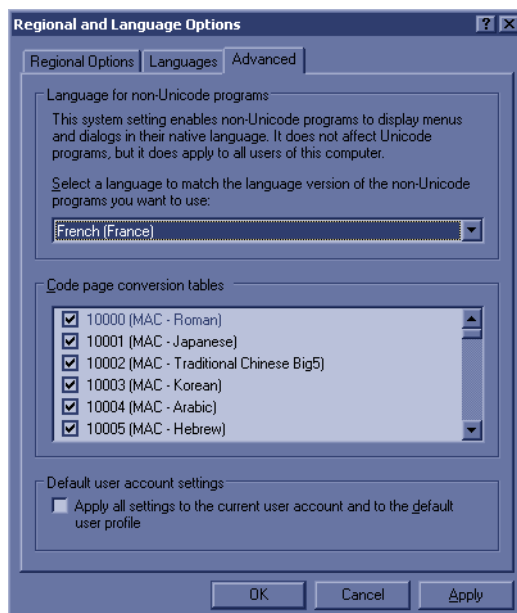 Regional and Language Options
Regional Options
Languages
Advanced
Language for non-Unicode programs
This system setting enables non-Unicode programs to display menus
and dialogs in their native language. It does not affect Unicode
programs, but it does apply to all users of this computer.
Select a language to match the language version of the non-Unicode
programs you want to use:
French (France)
Code page conversion tables
10000 (MAC - Roman)
10001 (MAC - Japanese)
10002 (MAC - Traditional Chinese Big5)
10003 (MAC - Korean)
10004 (MAC - Arabic)
10005 (MAC - Hebrew)
Default user account settings
Apply all settings to the current user account and to the default
user profile
OK
Cancel
Apply